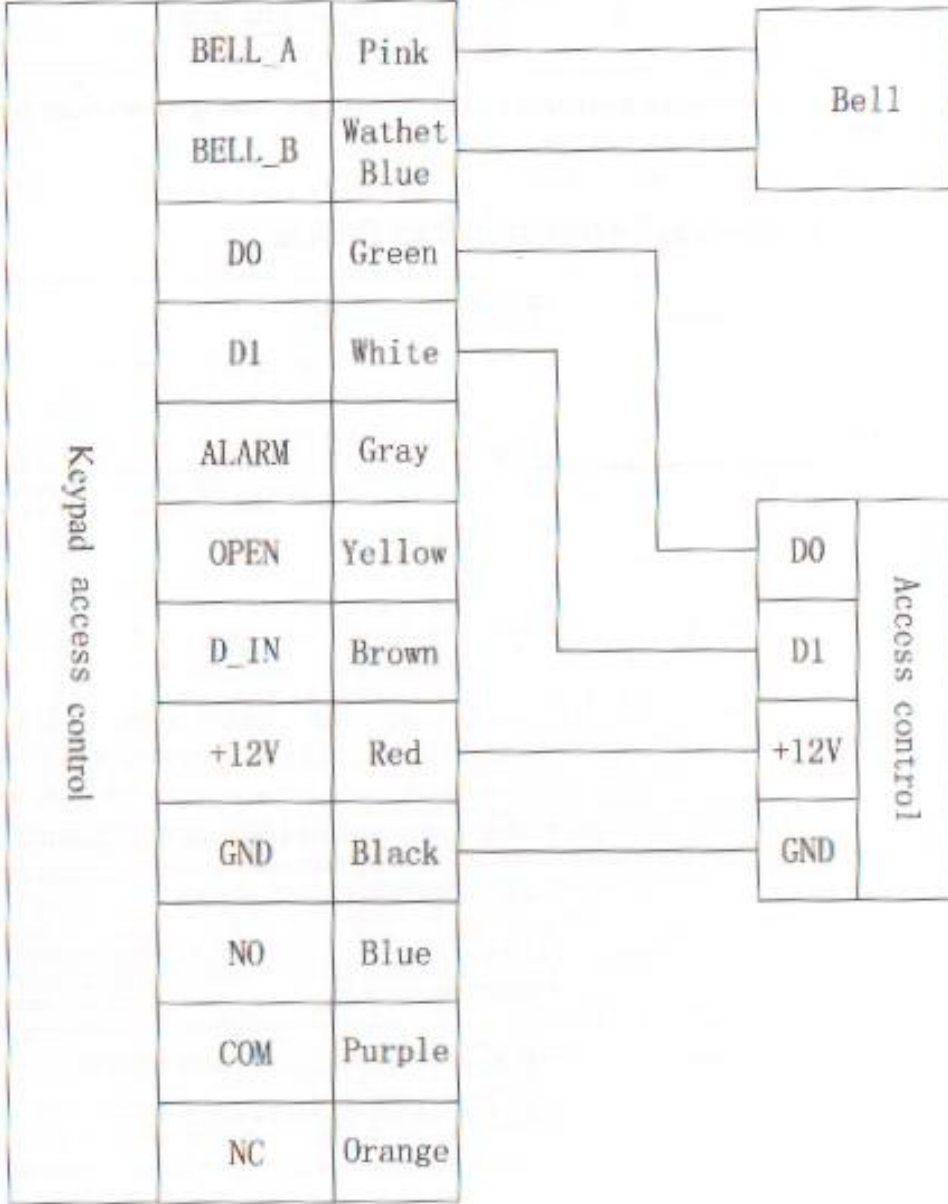 BELL_A Pink
Bell
BELL_B Wathet
Blue
D0 Green
D1 White
ALARM Gray
OPEN Yellow
D_IN Brown
+12V Red
GND Black
NO Blue
COM Purple
NC Orange
Keypad access control
D0
D1
+12V
GND
Access control